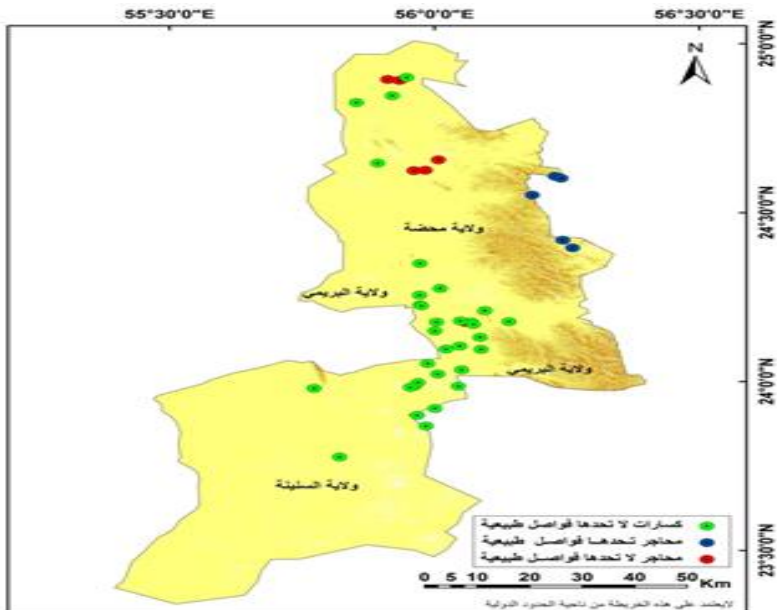 55°30'0"E 56°0'0"E 56°30'0"E
25°0'0"N
N
24°30'0"N
ولاية محضة
ولاية البريمي
ولاية البريمي
24°0'0"N
ولاية السنينة
كسارات لا تحدها فواصل طبيعية
محاجر تحدها فواصل طبيعية
محاجر لا تحدها فواصل طبيعية
23°30'0"N
0 5 10 20 30 40 50 Km
لايعتمد على هذه الخريطة من ناحية الحدود الدولية